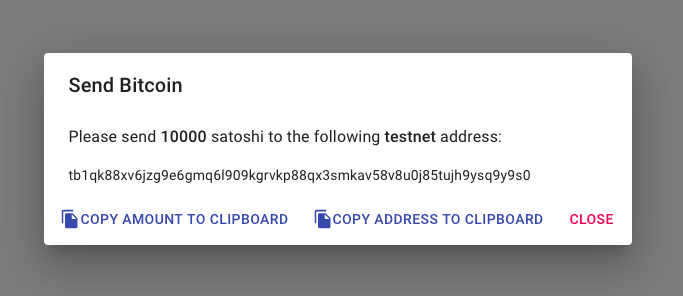 Send Bitcoin
Please send 10000 satoshi to the following testnet address:
tb1qk88xv6jzg9e6gmq6l909kgrvkp88qx3smkav58v8u0j85tujh9ysq9y9s0
COPY AMOUNT TO CLIPBOARD COPY ADDRESS TO CLIPBOARD CLOSE